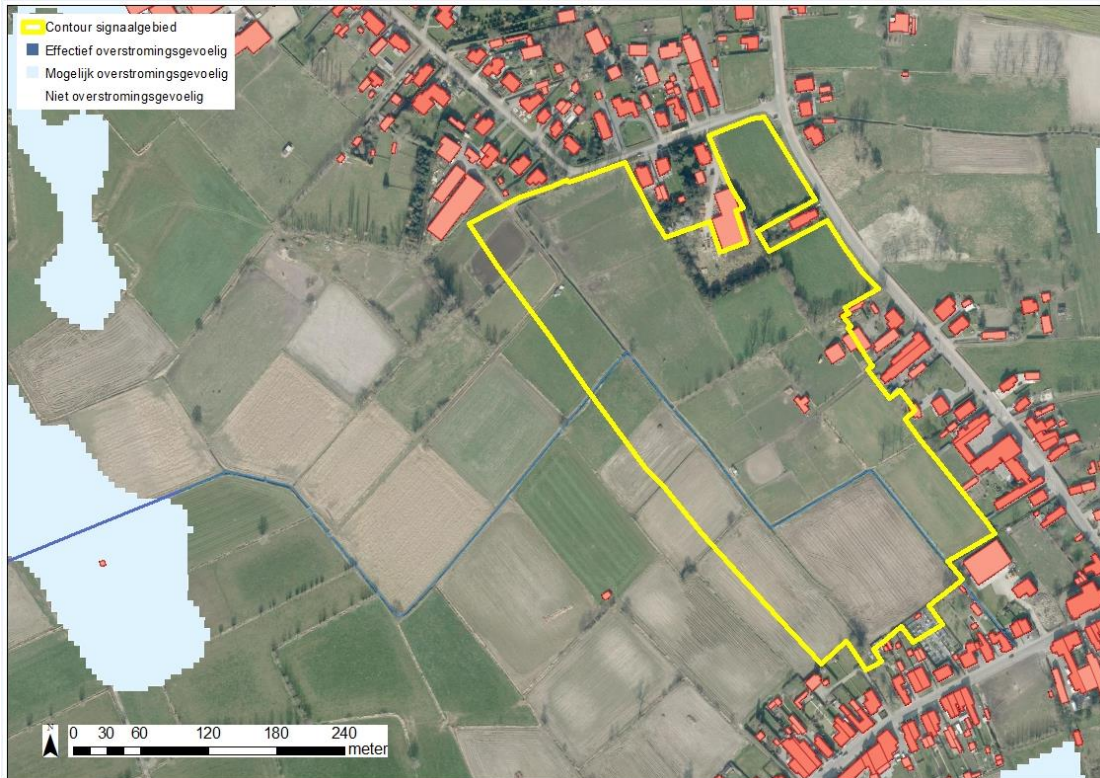 Contour signaalgebied
Effectief overstromingsgevoelig
Mogelijk overstromingsgevoelig
Niet overstromingsgevoelig
N
0 30 60 120 180 240
meter